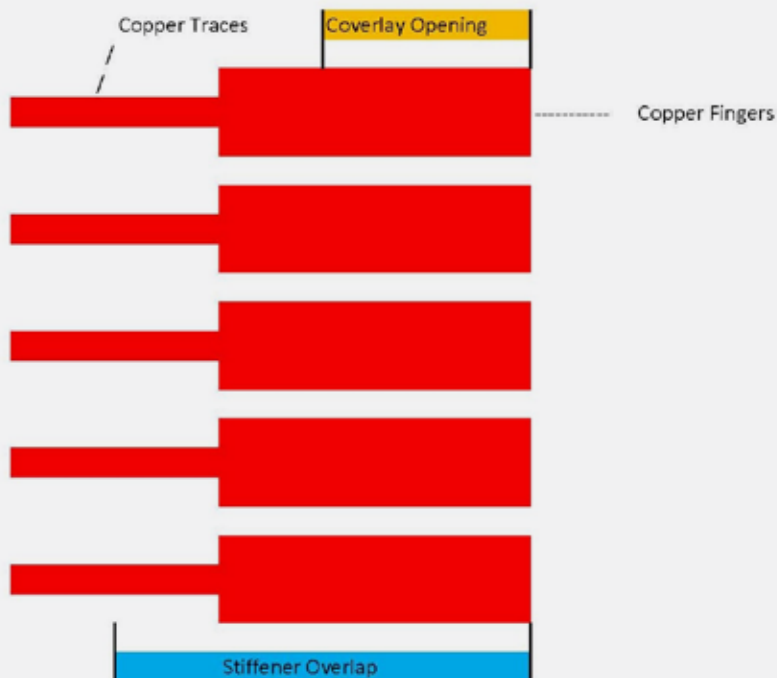 Copper Traces
Coverlay Opening
Copper Fingers
Stiffener Overlap